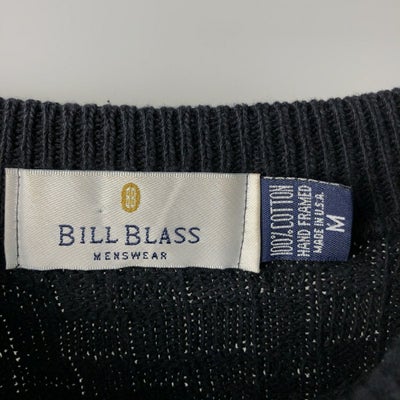 BILL BLASS
MENSWEAR
100% COTTON
HAND FRAMED
MADE IN U.S.A.
M